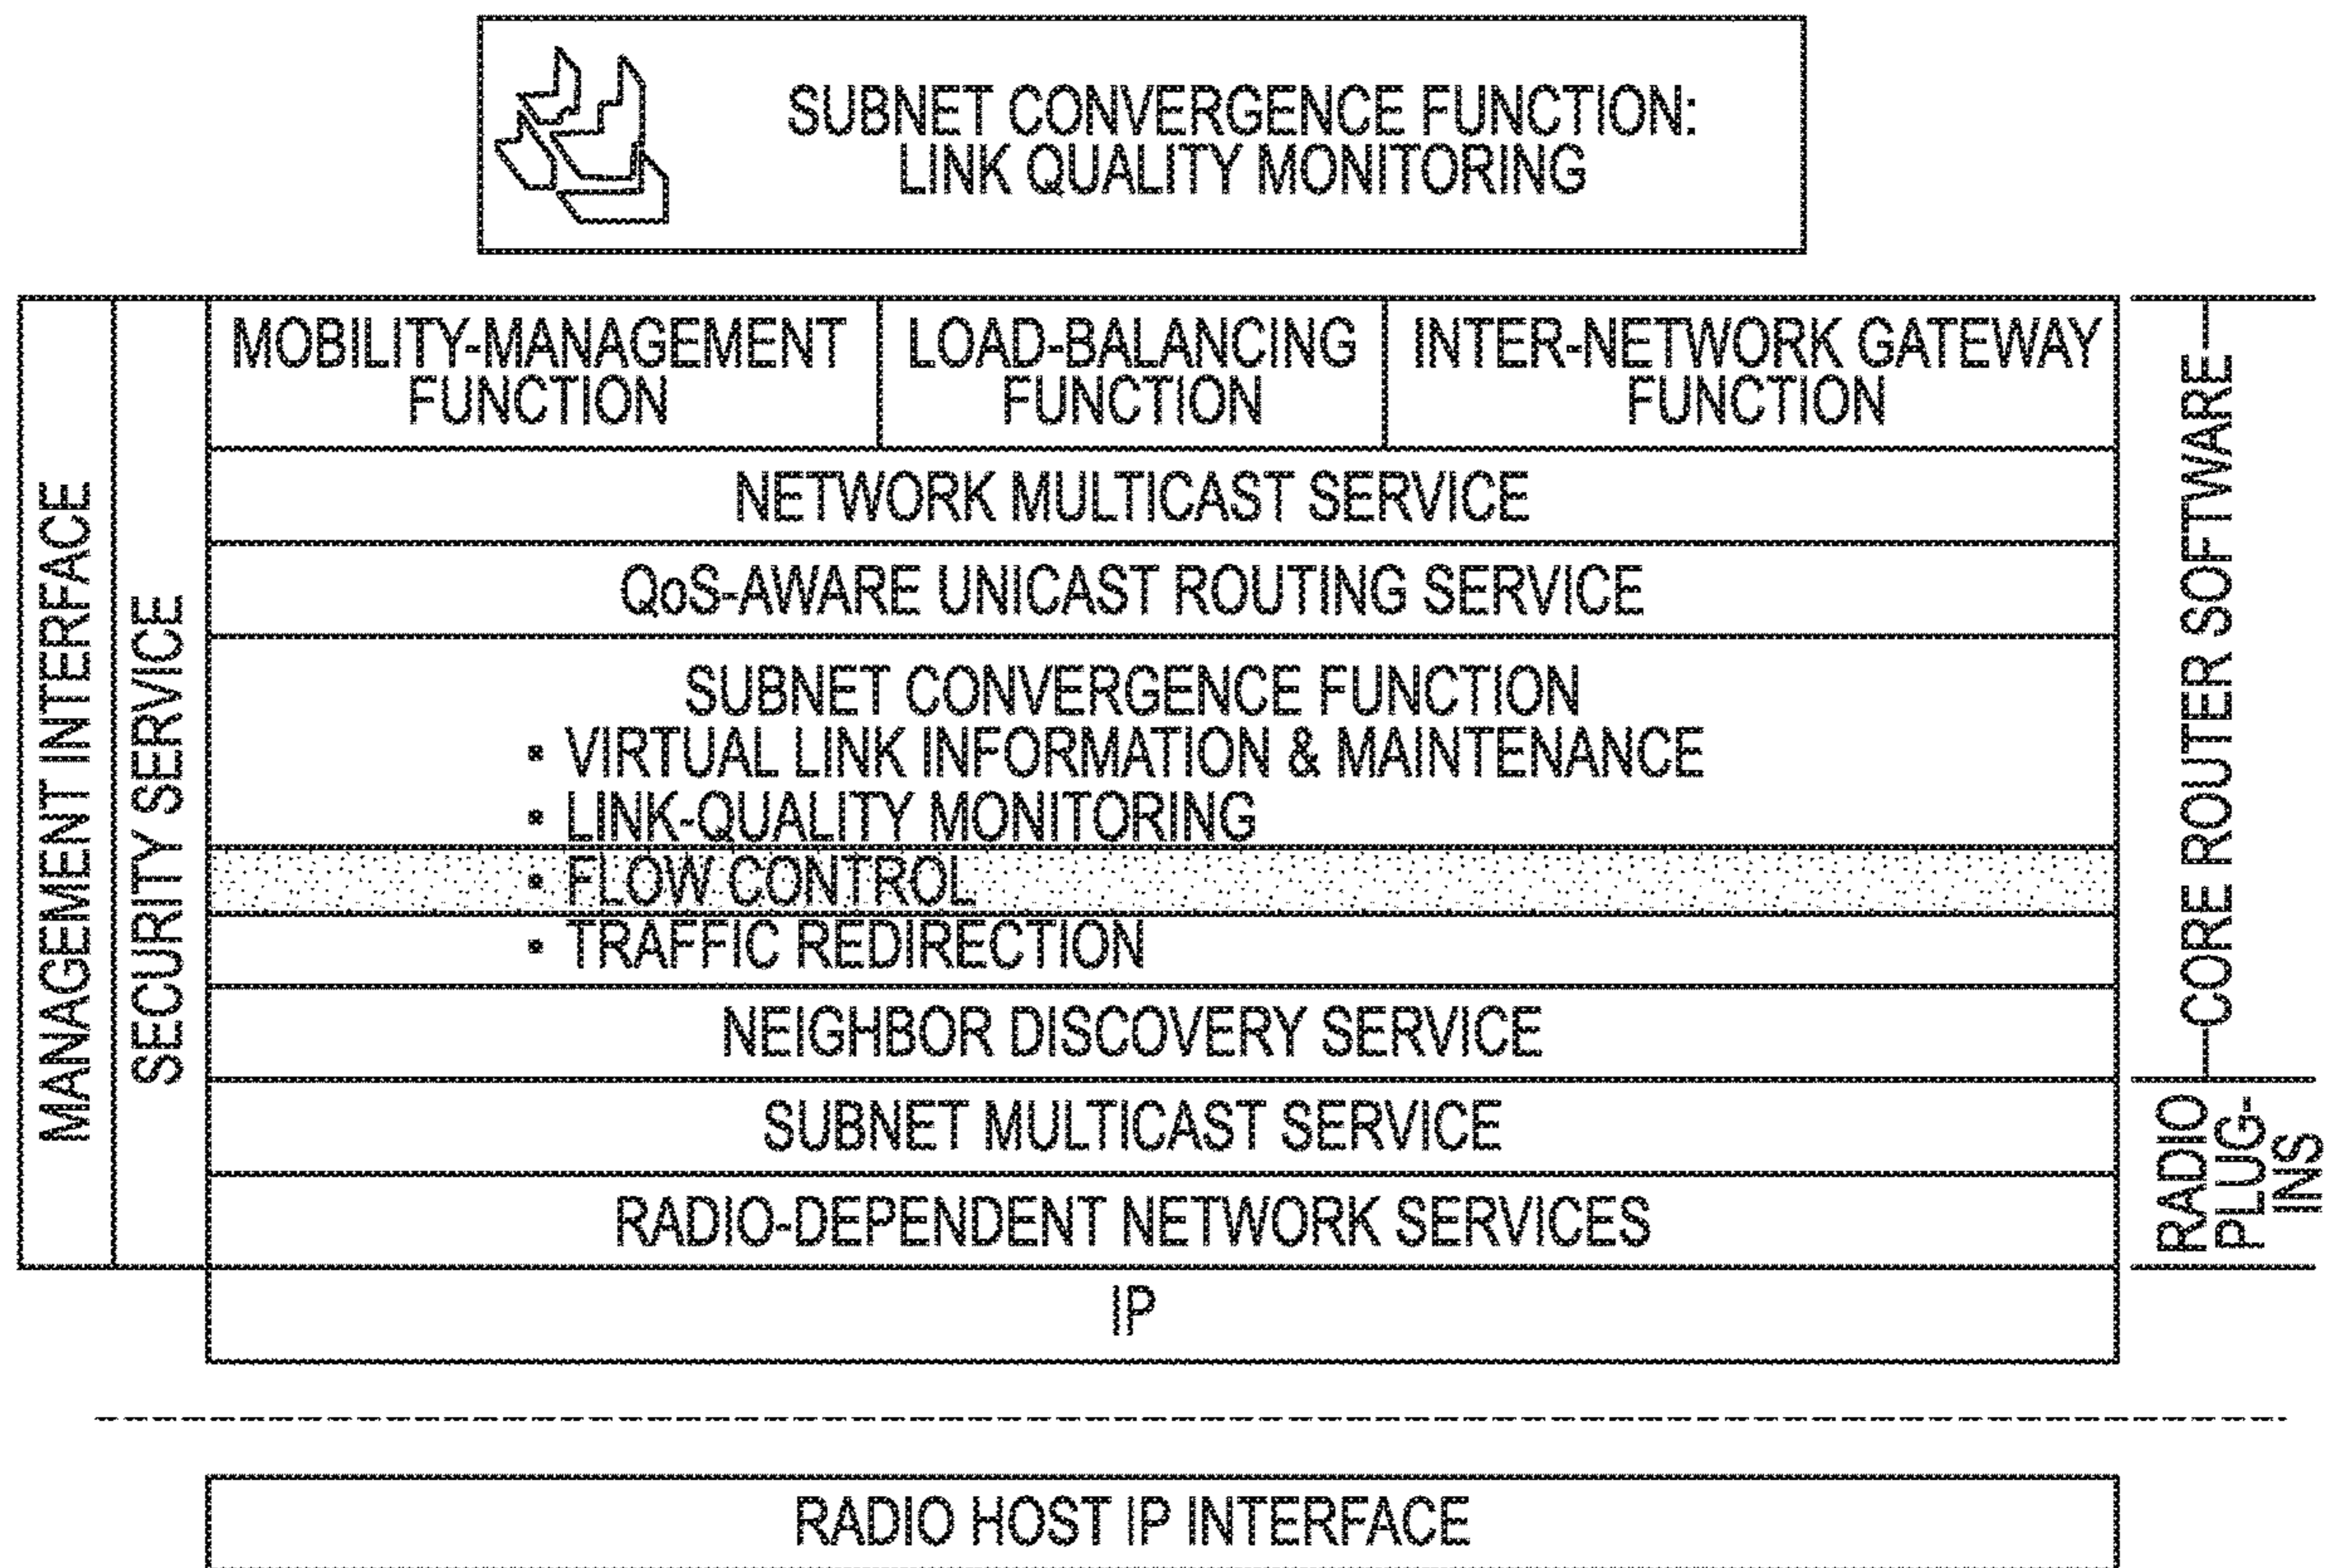 SUBNET CONVERGENCE FUNCTION:
LINK QUALITY MONITORING
MANAGEMENT INTERFACE
SECURITY SERVICE
MOBILITY-MANAGEMENT
FUNCTION
LOAD-BALANCING
FUNCTION
INTER-NETWORK GATEWAY
FUNCTION
NETWORK MULTICAST SERVICE
QoS-AWARE UNICAST ROUTING SERVICE
SUBNET CONVERGENCE FUNCTION
▪ VIRTUAL LINK INFORMATION & MAINTENANCE
▪ LINK-QUALITY MONITORING
▪ FLOW CONTROL
▪ TRAFFIC REDIRECTION
NEIGHBOR DISCOVERY SERVICE
SUBNET MULTICAST SERVICE
RADIO-DEPENDENT NETWORK SERVICES
IP
CORE ROUTER SOFTWARE
RADIO
PLUG-
INS
RADIO HOST IP INTERFACE